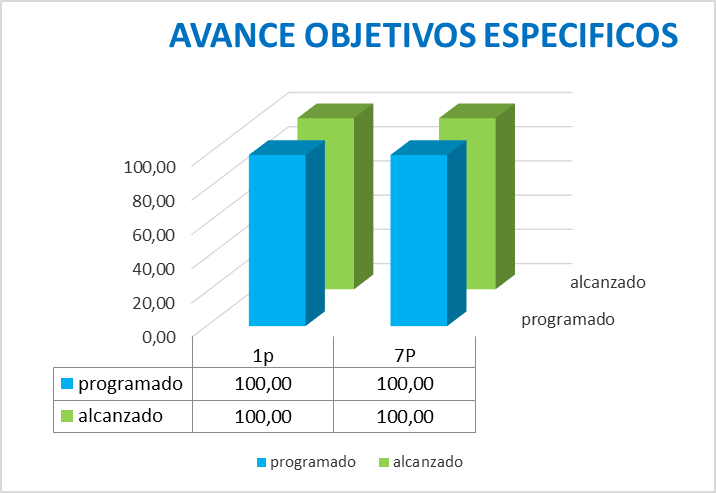 AVANCE OBJETIVOS ESPECIFICOS
100,00
80,00
60,00
40,00
20,00
0,00
alcanzado
programado
1p 7P
programado 100,00 100,00
alcanzado 100,00 100,00
programado alcanzado